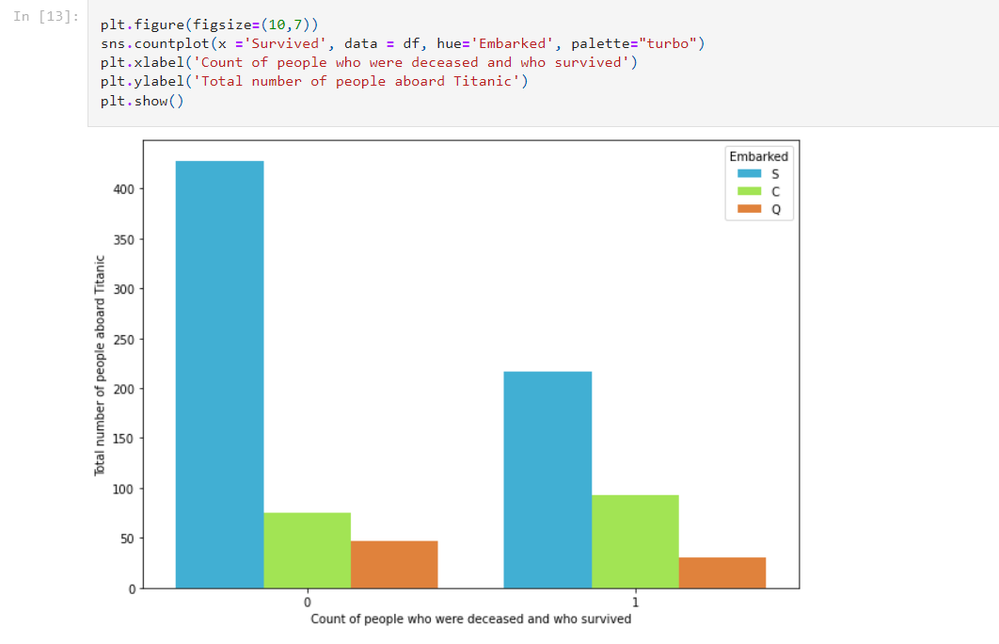 In [13]:
plt.figure(figsize=(10,7))
sns.countplot(x ='Survived', data = df, hue='Embarked', palette="turbo")
plt.xlabel('Count of people who were deceased and who survived')
plt.ylabel('Total number of people aboard Titanic')
plt.show()
Embarked
S
C
Q
400
350
300
250
200
150
100
50
0
Total number of people aboard Titanic
0 1
Count of people who were deceased and who survived